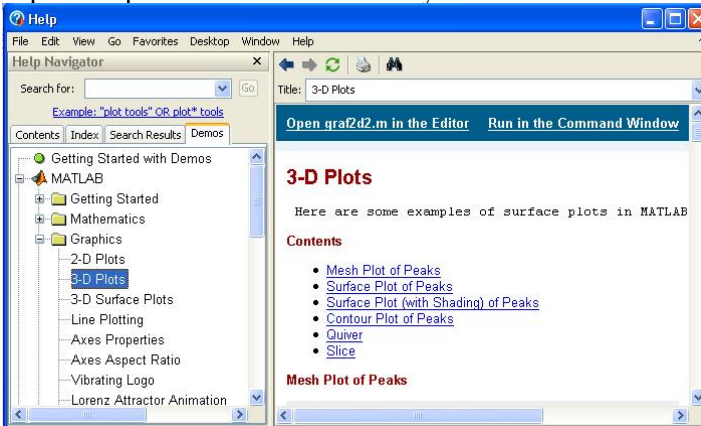 Help
File Edit View Go Favorites Desktop Window Help
Help Navigator
Search for:
Go
Example: "plot tools" OR plot* tools
Contents Index Search Results Demos
Getting Started with Demos
MATLAB
Getting Started
Mathematics
Graphics
2-D Plots
3-D Plots
3-D Surface Plots
Line Plotting
Axes Properties
Axes Aspect Ratio
Vibrating Logo
Lorenz Attractor Animation
Title: 3-D Plots
Open graf2d2.m in the Editor Run in the Command Window
3-D Plots
Here are some examples of surface plots in MATLAB
Contents
Mesh Plot of Peaks
Surface Plot of Peaks
Surface Plot (with Shading) of Peaks
Contour Plot of Peaks
Quiver
Slice
Mesh Plot of Peaks